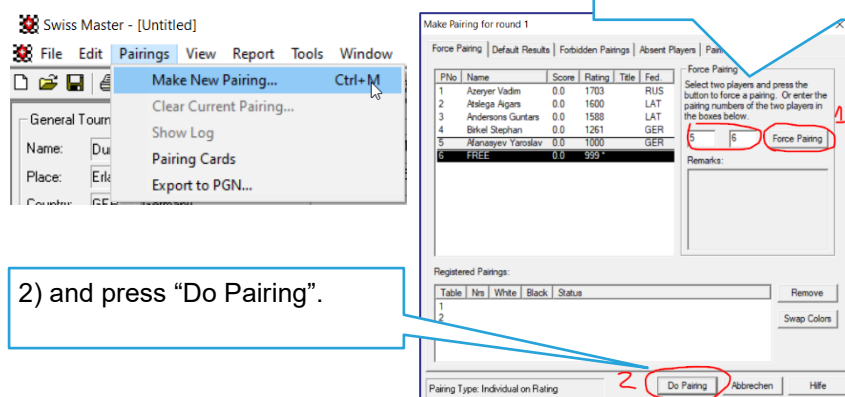 Swiss Master - [Untitled]
File Edit Pairings View Report Tools Window
Make New Pairing... Ctrl+M
Clear Current Pairing...
Show Log
Pairing Cards
Export to PGN...
General Tourn
Name: Du
Place: Erla
Country: GER Germany
2) and press “Do Pairing”.
Make Pairing for round 1
Force Pairing Default Results Forbidden Pairings Absent Players Pairi
PNo Name Score Rating Title Fed.
1 Azeryer Vadim 0.0 1703 RUS
2 Atslega Aigars 0.0 1600 LAT
3 Andersons Guntars 0.0 1588 LAT
4 Birkel Stephan 0.0 1261 GER
5 Afanasyev Yaroslav 0.0 1000 GER
6 FREE 0.0 999 *
Force Pairing
Select two players and press the
button to force a pairing. Or enter the
pairing numbers of the two players in
the boxes below.
1
5 6 Force Pairing
Remarks:
Registered Pairings:
Table Nrs White Black Status
1
2
Remove
Swap Colors
2
Pairing Type: Individual on Rating
Do Pairing Abbrechen Hilfe